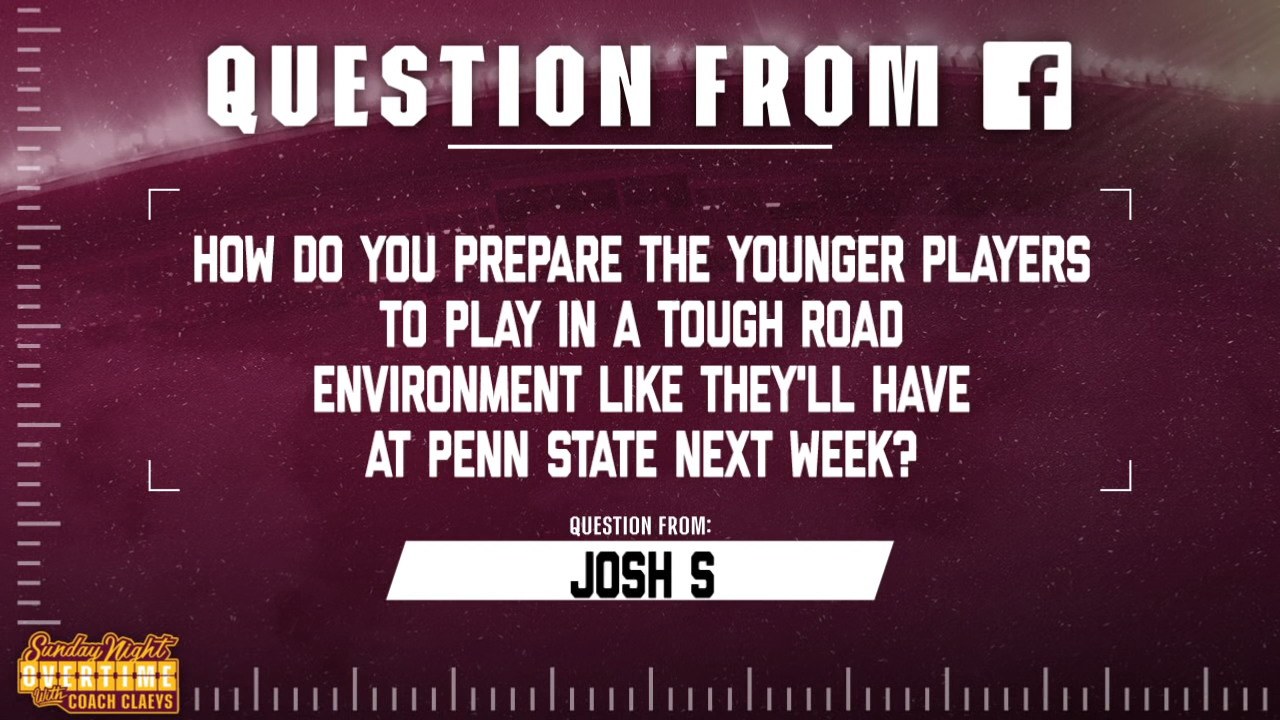 QUESTION FROM f
HOW DO YOU PREPARE THE YOUNGER PLAYERS
TO PLAY IN A TOUGH ROAD
ENVIRONMENT LIKE THEY'LL HAVE
AT PENN STATE NEXT WEEK?
QUESTION FROM:
JOSH S
Sunday Night
OVERTIME
With COACH CLAEYS